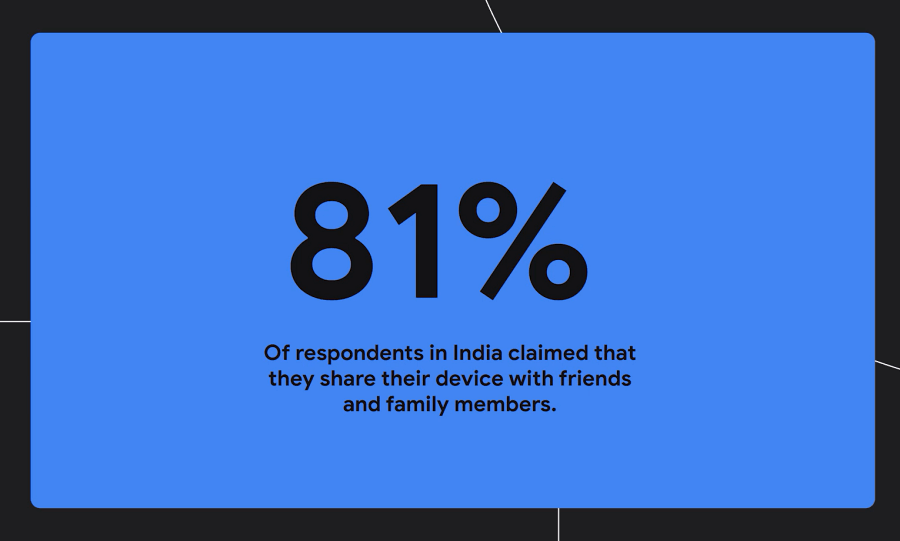 81%
Of respondents in India claimed that
they share their device with friends
and family members.